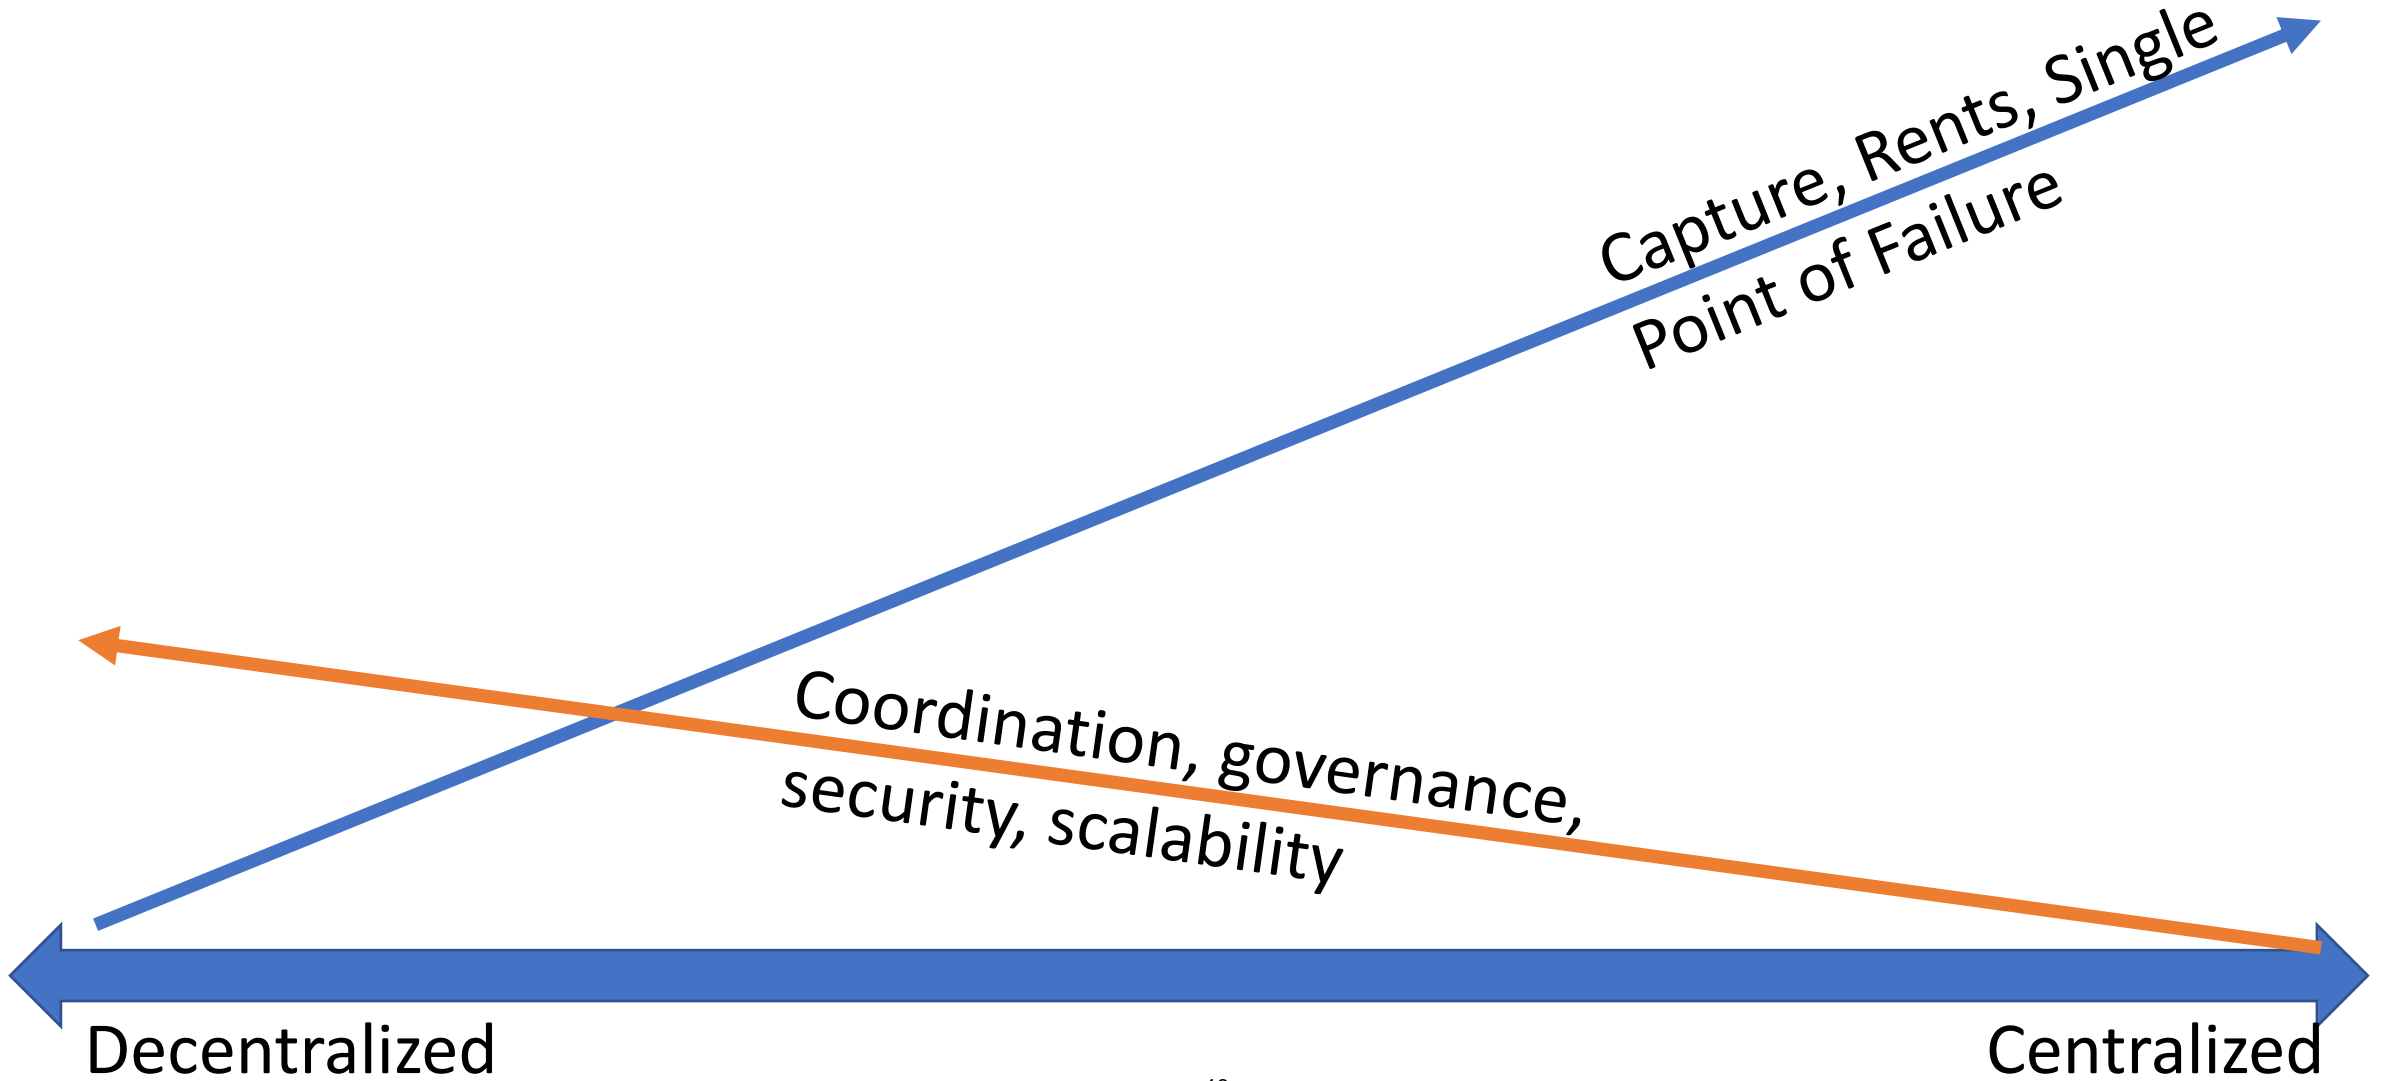 Capture, Rents, Single
Point of Failure
Coordination, governance,
security, scalability
Decentralized
Centralized